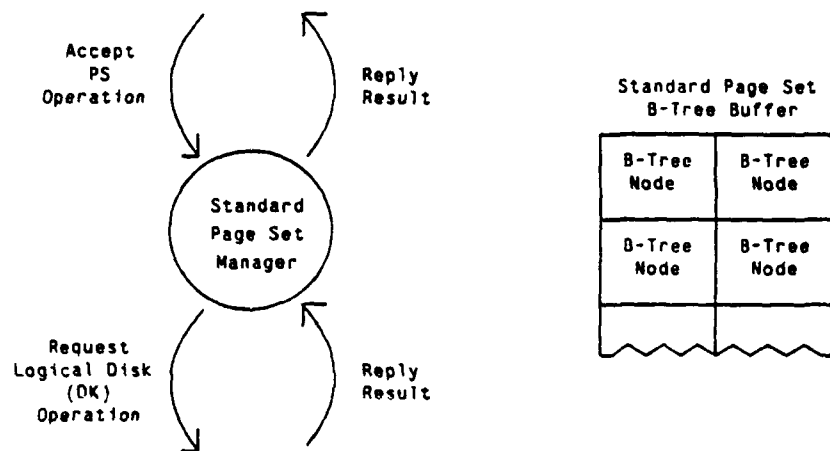 Accept
PS
Operation
Reply
Result
Standard
Page Set
Manager
Request
Logical Disk
(DK)
Operation
Reply
Result
Standard Page Set
B-Tree Buffer
B-Tree
Node
B-Tree
Node
B-Tree
Node
B-Tree
Node